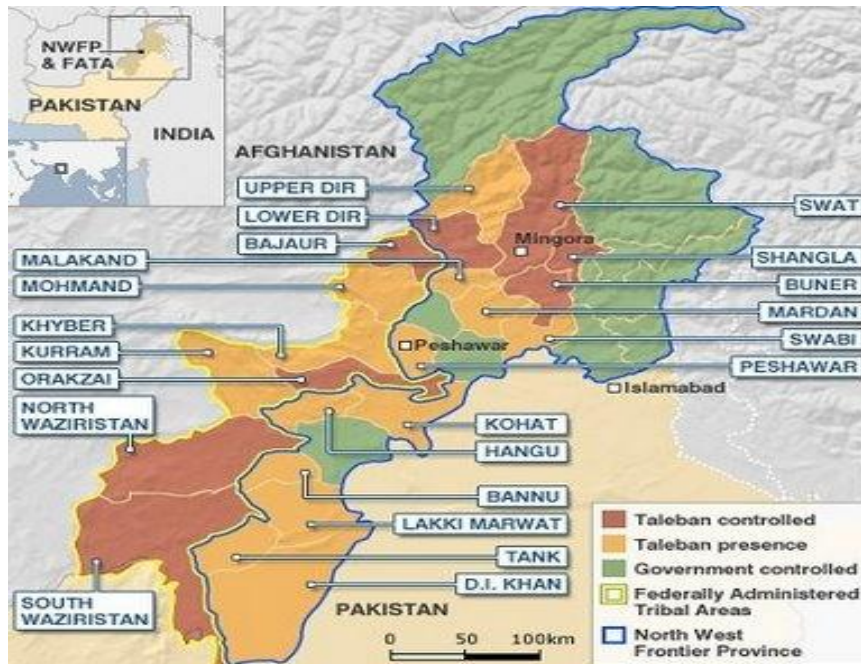 NWFP
& FATA
PAKISTAN
INDIA
AFGHANISTAN
UPPER DIR
LOWER DIR
BAJAUR
MALAKAND
MOHMAND
KHYBER
KURRAM
ORAKZAI
NORTH
WAZIRISTAN
SOUTH
WAZIRISTAN
Mingora
Peshawar
Islamabad
SWAT
SHANGLA
BUNER
MARDAN
SWABI
PESHAWAR
KOHAT
HANGU
BANNU
LAKKI MARWAT
TANK
D.I. KHAN
PAKISTAN
0 50 100km
Taleban controlled
Taleban presence
Government controlled
Federally Administered
Tribal Areas
North West
Frontier Province